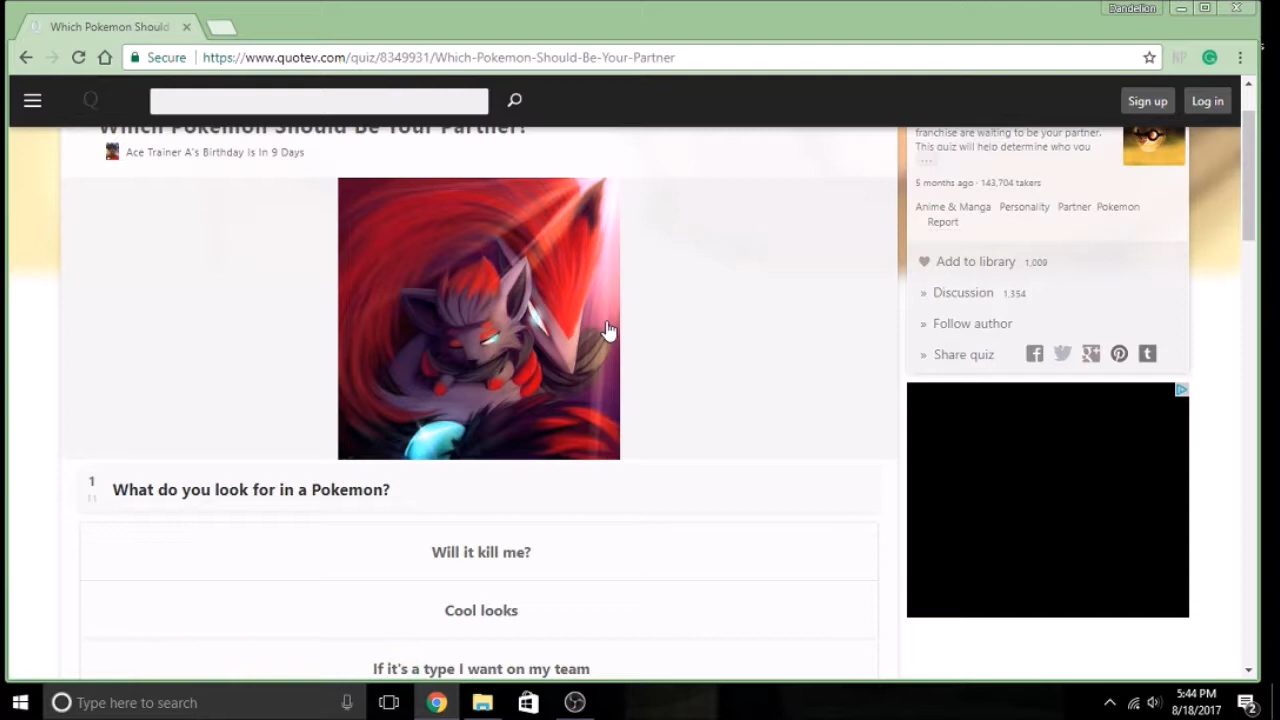 Dandelion
Which Pokemon Should
Secure
https://www.quotev.com/quiz/8349931/Which-Pokemon-Should-Be-Your-Partner
Q
Sign up
Log in
Which Pokemon Should Be Your Partner?
Ace Trainer A's Birthday Is In 9 Days
franchise are waiting to be your partner.
This quiz will help determine who you
...
5 months ago · 143,704 takers
Anime & Manga Personality Partner Pokemon
Report
Add to library 1,009
» Discussion 1,354
» Follow author
» Share quiz
1
11
What do you look for in a Pokemon?
Will it kill me?
Cool looks
If it's a type I want on my team
Type here to search
5:44 PM
8/18/2017
2